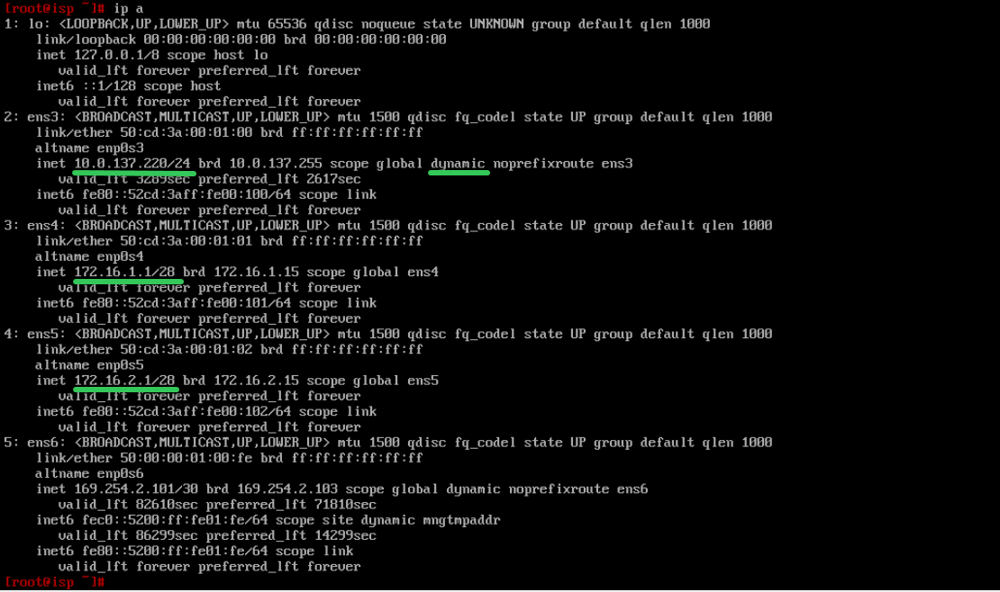 [root@isp ~]# ip a
1: lo: <LOOPBACK,UP,LOWER_UP> mtu 65536 qdisc noqueue state UNKNOWN group default qlen 1000
link/loopback 00:00:00:00:00:00 brd 00:00:00:00:00:00
inet 127.0.0.1/8 scope host lo
valid_lft forever preferred_lft forever
inet6 ::1/128 scope host
valid_lft forever preferred_lft forever
2: ens3: <BROADCAST,MULTICAST,UP,LOWER_UP> mtu 1500 qdisc fq_codel state UP group default qlen 1000
link/ether 50:cd:3a:00:01:00 brd ff:ff:ff:ff:ff:ff
altname enp0s3
inet 10.0.137.220/24 brd 10.0.137.255 scope global dynamic noprefixroute ens3
valid_lft 3289sec preferred_lft 2617sec
inet6 fe80::52cd:3aff:fe00:100/64 scope link
valid_lft forever preferred_lft forever
3: ens4: <BROADCAST,MULTICAST,UP,LOWER_UP> mtu 1500 qdisc fq_codel state UP group default qlen 1000
link/ether 50:cd:3a:00:01:01 brd ff:ff:ff:ff:ff:ff
altname enp0s4
inet 172.16.1.1/28 brd 172.16.1.15 scope global ens4
valid_lft forever preferred_lft forever
inet6 fe80::52cd:3aff:fe00:101/64 scope link
valid_lft forever preferred_lft forever
4: ens5: <BROADCAST,MULTICAST,UP,LOWER_UP> mtu 1500 qdisc fq_codel state UP group default qlen 1000
link/ether 50:cd:3a:00:01:02 brd ff:ff:ff:ff:ff:ff
altname enp0s5
inet 172.16.2.1/28 brd 172.16.2.15 scope global ens5
valid_lft forever preferred_lft forever
inet6 fe80::52cd:3aff:fe00:102/64 scope link
valid_lft forever preferred_lft forever
5: ens6: <BROADCAST,MULTICAST,UP,LOWER_UP> mtu 1500 qdisc fq_codel state UP group default qlen 1000
link/ether 50:00:00:01:00:fe brd ff:ff:ff:ff:ff:ff
altname enp0s6
inet 169.254.2.101/30 brd 169.254.2.103 scope global dynamic noprefixroute ens6
valid_lft 82610sec preferred_lft 71810sec
inet6 fec0::5200:ff:fe01:fe/64 scope site dynamic mngtmpaddr
valid_lft 86299sec preferred_lft 14299sec
inet6 fe80::5200:ff:fe01:fe/64 scope link
valid_lft forever preferred_lft forever
[root@isp ~]#